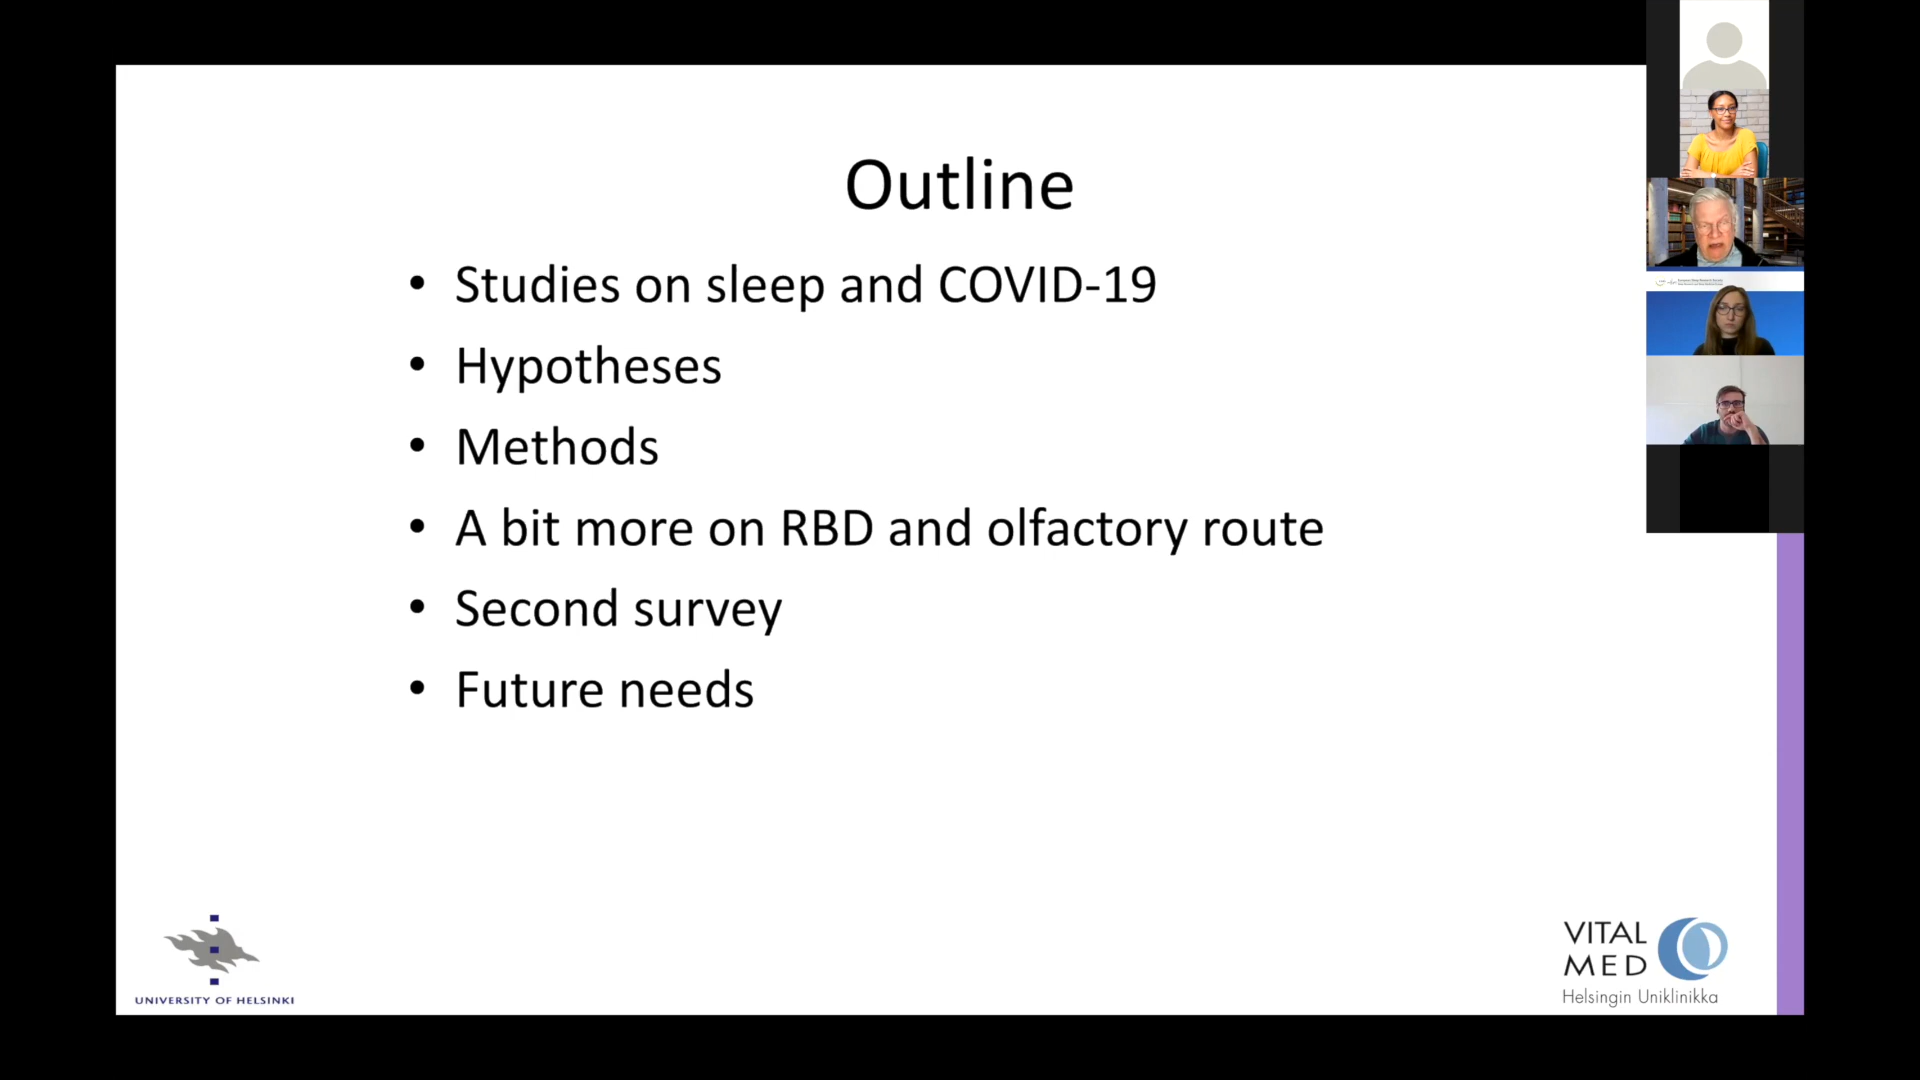 Outline
• Studies on sleep and COVID-19
• Hypotheses
• Methods
• A bit more on RBD and olfactory route
• Second survey
• Future needs
UNIVERSITY OF HELSINKI
VITAL
MED
Helsingin Uniklinikka